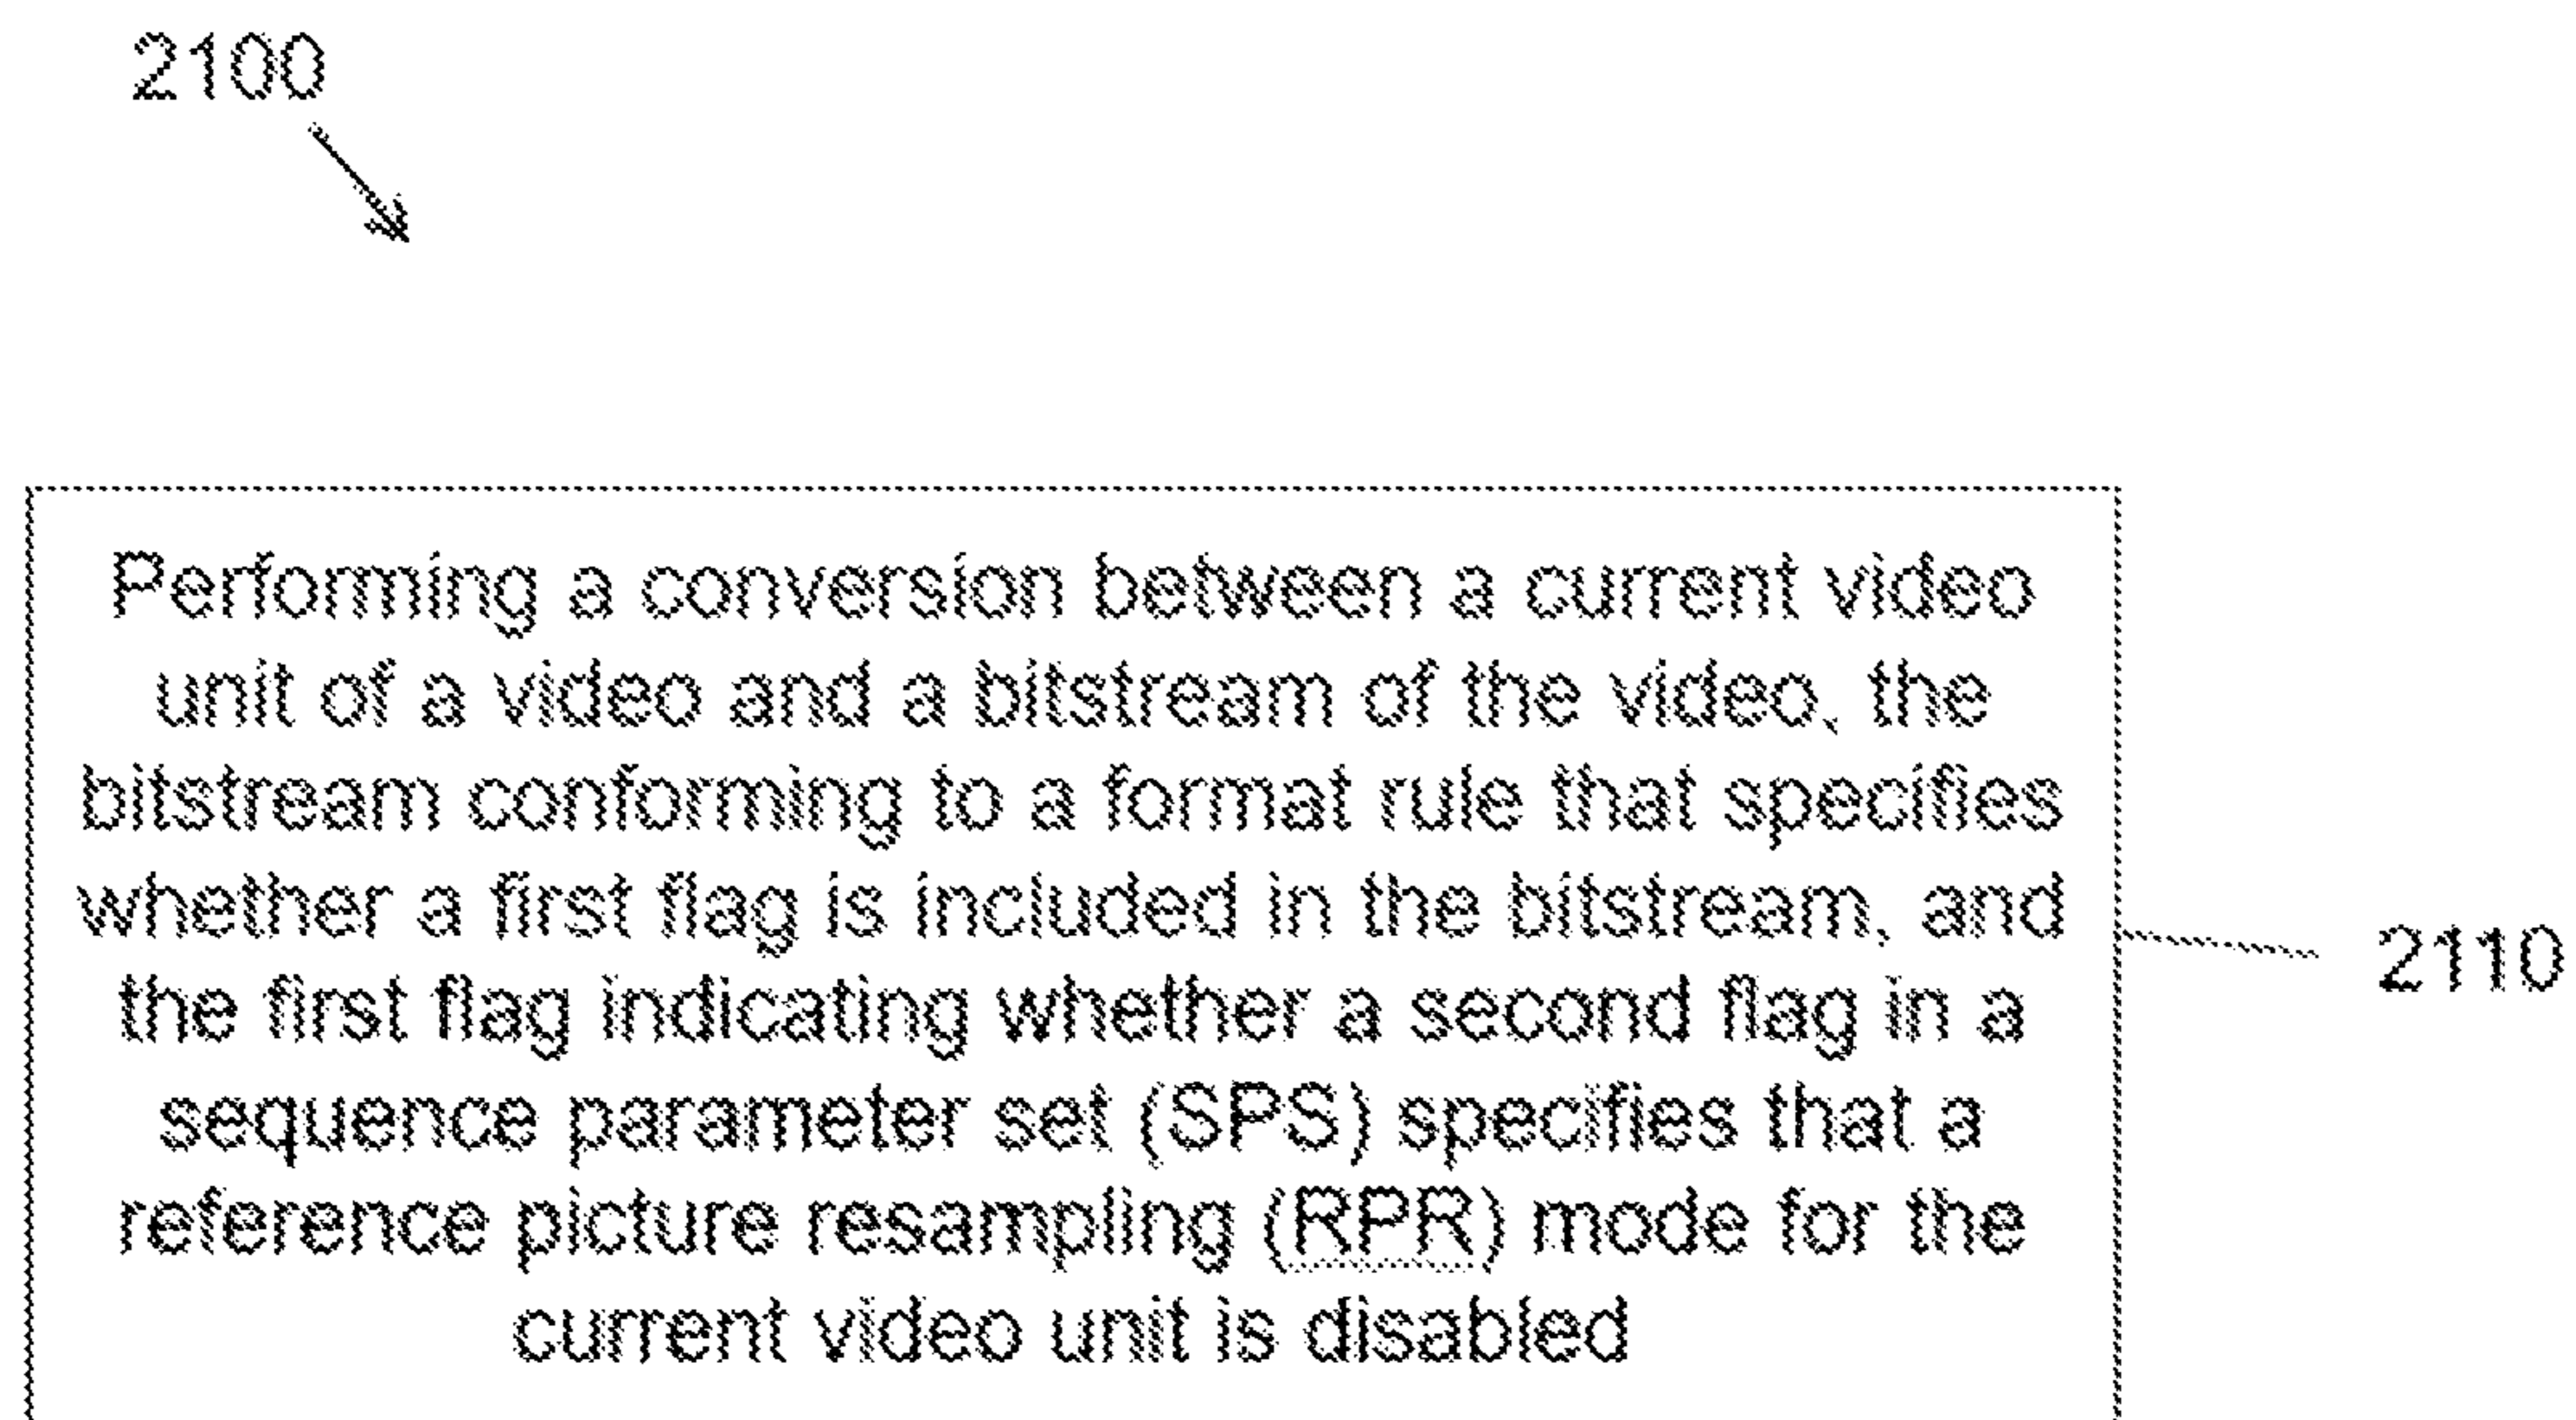 2100
Performing a conversion between a current video
unit of a video and a bitstream of the video, the
bitstream conforming to a format rule that specifies
whether a first flag is included in the bitstream, and
the first flag indicating whether a second flag in a
sequence parameter set (SPS) specifies that a
reference picture resampling (RPR) mode for the
current video unit is disabled
2110